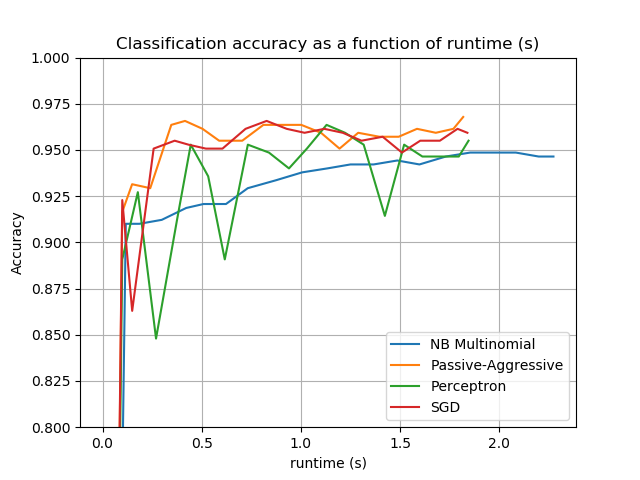 Classification accuracy as a function of runtime (s)
1.000
0.975
0.950
0.925
0.900
0.875
0.850
0.825
0.800
Accuracy
NB Multinomial
Passive-Aggressive
Perceptron
SGD
0.0 0.5 1.0 1.5 2.0
runtime (s)